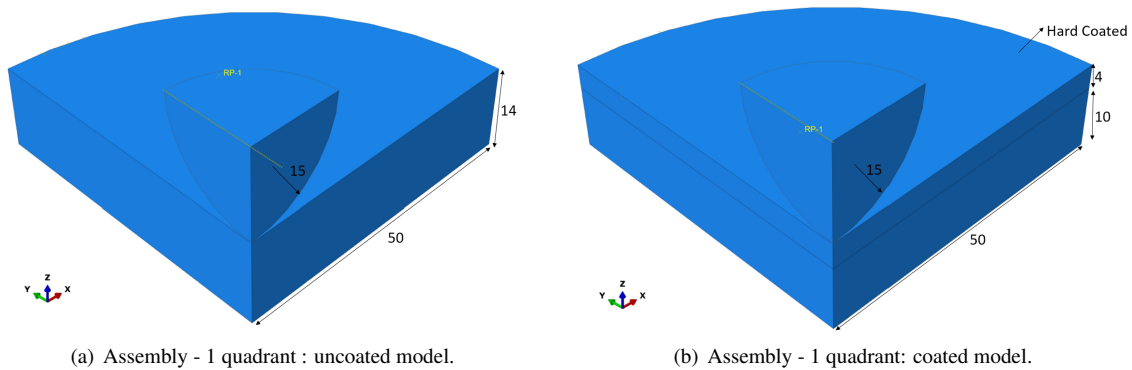 RP-1
14
15
50
Z
Y X
(a) Assembly - 1 quadrant : uncoated model.
Hard Coated
4
10
RP-1
15
50
Z
Y X
(b) Assembly - 1 quadrant: coated model.